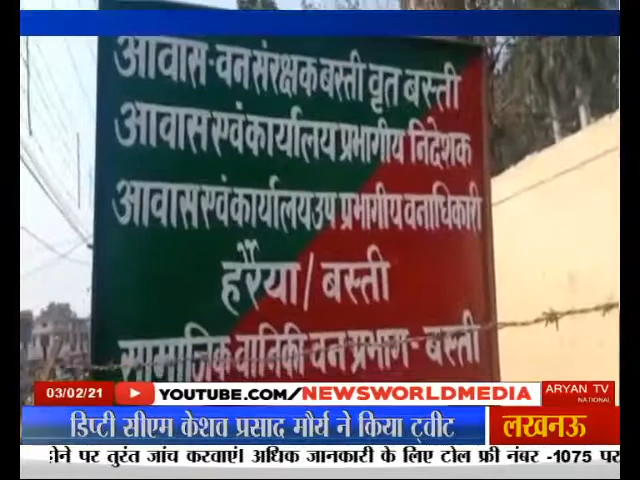 आवास-वन संरक्षक बस्ती वृत बस्ती
आवास एवं कार्यालय प्रभागीय निदेशक
आवास एवं कार्यालय उप प्रभागीय वनाधिकारी
हर्रैया / बस्ती
सामाजिक वानिकी वन प्रभाग - बस्ती
03/02/21 YOUTUBE.COM/NEWSWORLDMEDIA ARYAN TV
NATIONAL
डिप्टी सीएम केशव प्रसाद मौर्य ने किया ट्वीट लखनऊ
होने पर तुरंत जांच करवाएं। अधिक जानकारी के लिए टोल फ्री नंबर -1075 पर